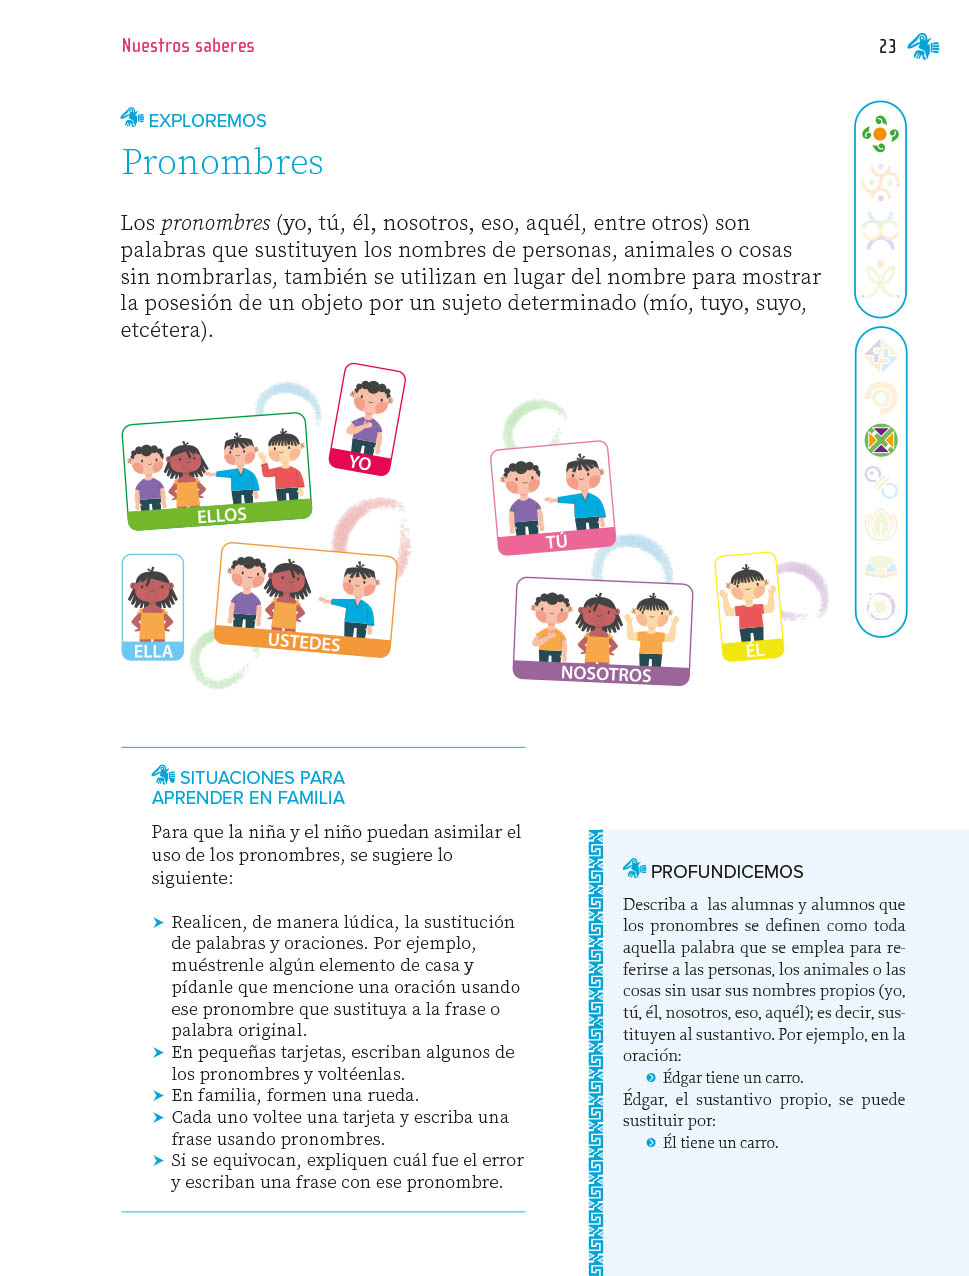 Nuestros saberes
23
EXPLOREMOS
Pronombres
Los pronombres (yo, tú, él, nosotros, eso, aquél, entre otros) son
palabras que sustituyen los nombres de personas, animales o cosas
sin nombrarlas, también se utilizan en lugar del nombre para mostrar
la posesión de un objeto por un sujeto determinado (mío, tuyo, suyo,
etcétera).
YO
ELLOS
TÚ
ELLA
USTEDES
NOSOTROS
ÉL
SITUACIONES PARA
APRENDER EN FAMILIA
Para que la niña y el niño puedan asimilar el
uso de los pronombres, se sugiere lo
siguiente:
➤ Realicen, de manera lúdica, la sustitución
de palabras y oraciones. Por ejemplo,
muéstrenle algún elemento de casa y
pídanle que mencione una oración usando
ese pronombre que sustituya a la frase o
palabra original.
➤ En pequeñas tarjetas, escriban algunos de
los pronombres y voltéenlas.
➤ En familia, formen una rueda.
➤ Cada uno voltee una tarjeta y escriba una
frase usando pronombres.
➤ Si se equivocan, expliquen cuál fue el error
y escriban una frase con ese pronombre.
PROFUNDICEMOS
Describa a las alumnas y alumnos que
los pronombres se definen como toda
aquella palabra que se emplea para re-
ferirse a las personas, los animales o las
cosas sin usar sus nombres propios (yo,
tú, él, nosotros, eso, aquél); es decir, sus-
tituyen al sustantivo. Por ejemplo, en la
oración:
Édgar tiene un carro.
Édgar, el sustantivo propio, se puede
sustituir por:
Él tiene un carro.